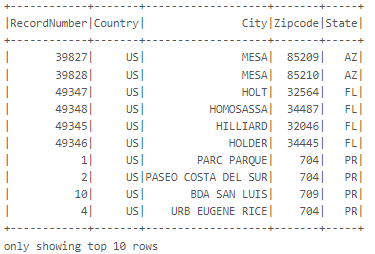 +------------+-------+-------------------+-------+-----+
|RecordNumber|Country|               City|Zipcode|State|
+------------+-------+-------------------+-------+-----+
|       39827|     US|               MESA|  85209|   AZ|
|       39828|     US|               MESA|  85210|   AZ|
|       49347|     US|               HOLT|  32564|   FL|
|       49348|     US|          HOMOSASSA|  34487|   FL|
|       49345|     US|           HILLIARD|  32046|   FL|
|       49346|     US|             HOLDER|  34445|   FL|
|           1|     US|        PARC PARQUE|    704|   PR|
|           2|     US|PASEO COSTA DEL SUR|    704|   PR|
|          10|     US|       BDA SAN LUIS|    709|   PR|
|           4|     US|    URB EUGENE RICE|    704|   PR|
+------------+-------+-------------------+-------+-----+
only showing top 10 rows